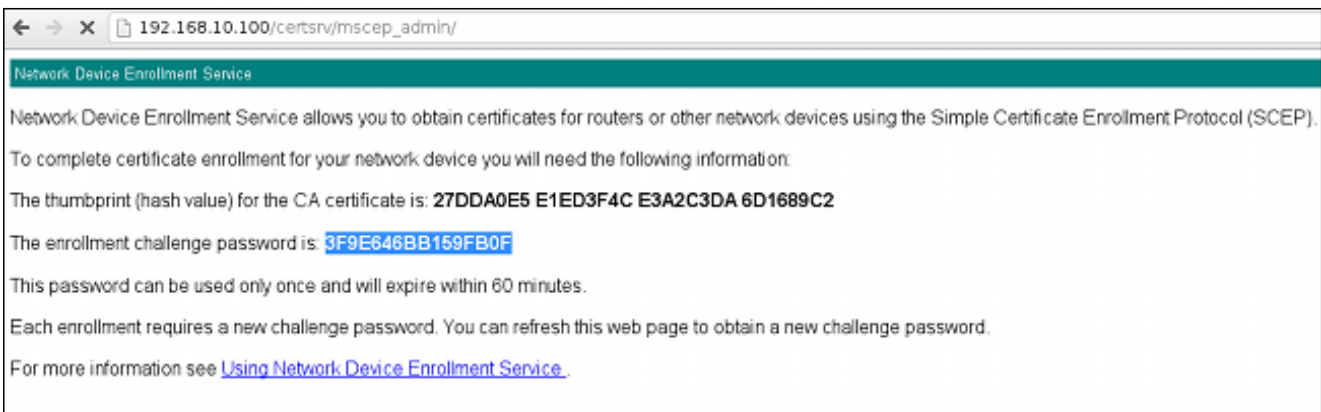 192.168.10.100/certsrv/mscep_admin/
Network Device Enrollment Service
Network Device Enrollment Service allows you to obtain certificates for routers or other network devices using the Simple Certificate Enrollment Protocol (SCEP).
To complete certificate enrollment for your network device you will need the following information:
The thumbprint (hash value) for the CA certificate is: 27DDA0E5 E1ED3F4C E3A2C3DA 6D1689C2
The enrollment challenge password is: 3F9E646BB159FB0F
This password can be used only once and will expire within 60 minutes.
Each enrollment requires a new challenge password. You can refresh this web page to obtain a new challenge password.
For more information see Using Network Device Enrollment Service .